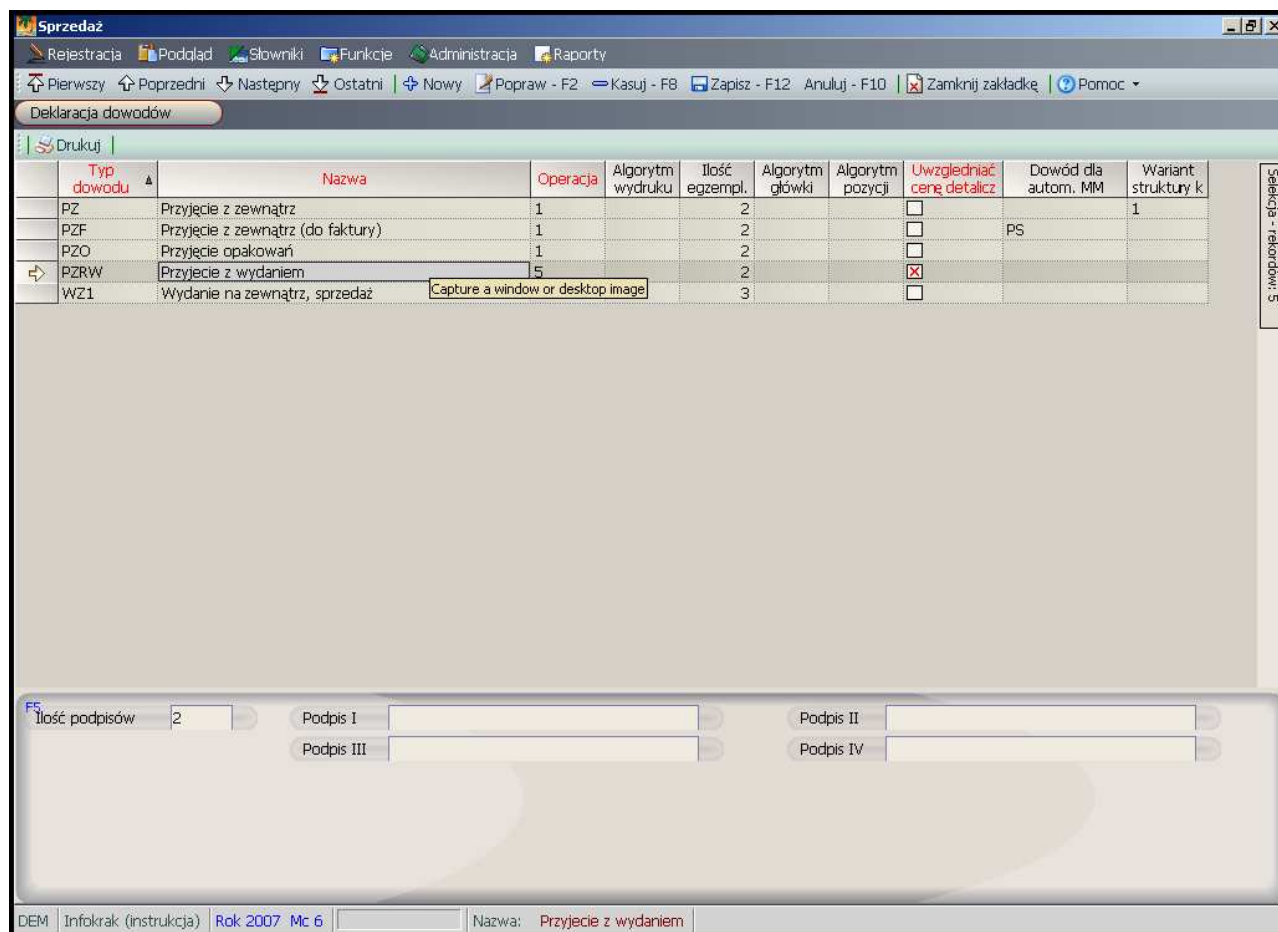 Sprzedaż
Rejestracja Podgląd Słowniki Funkcje Administracja Raporty
Pierwszy Poprzedni Następny Ostatni Nowy Popraw - F2 Kasuj - F8 Zapisz - F12 Anuluj - F10 Zamknij zakładkę Pomoc
Deklaracja dowodów
Drukuj
Typ dowodu Nazwa Operacja Algorytm wydruku Ilość egzempl. Algorytm główki Algorytm pozycji Uwzgledniać cenę detalicz Dowód dla autom. MM Wariant struktury k
PZ Przyjęcie z zewnątrz 1 2 1
PZF Przyjęcie z zewnątrz (do faktury) 1 2 PS
PZO Przyjęcie opakowań 1 2
PZRW Przyjecie z wydaniem 5 2
WZ1 Wydanie na zewnątrz, sprzedaż 3
Capture a window or desktop image
Selekcja - rekordów: 5
F5
Ilość podpisów 2 Podpis I Podpis II
Podpis III Podpis IV
DEM Infokrak (instrukcja) Rok 2007 Mc 6 Nazwa: Przyjecie z wydaniem